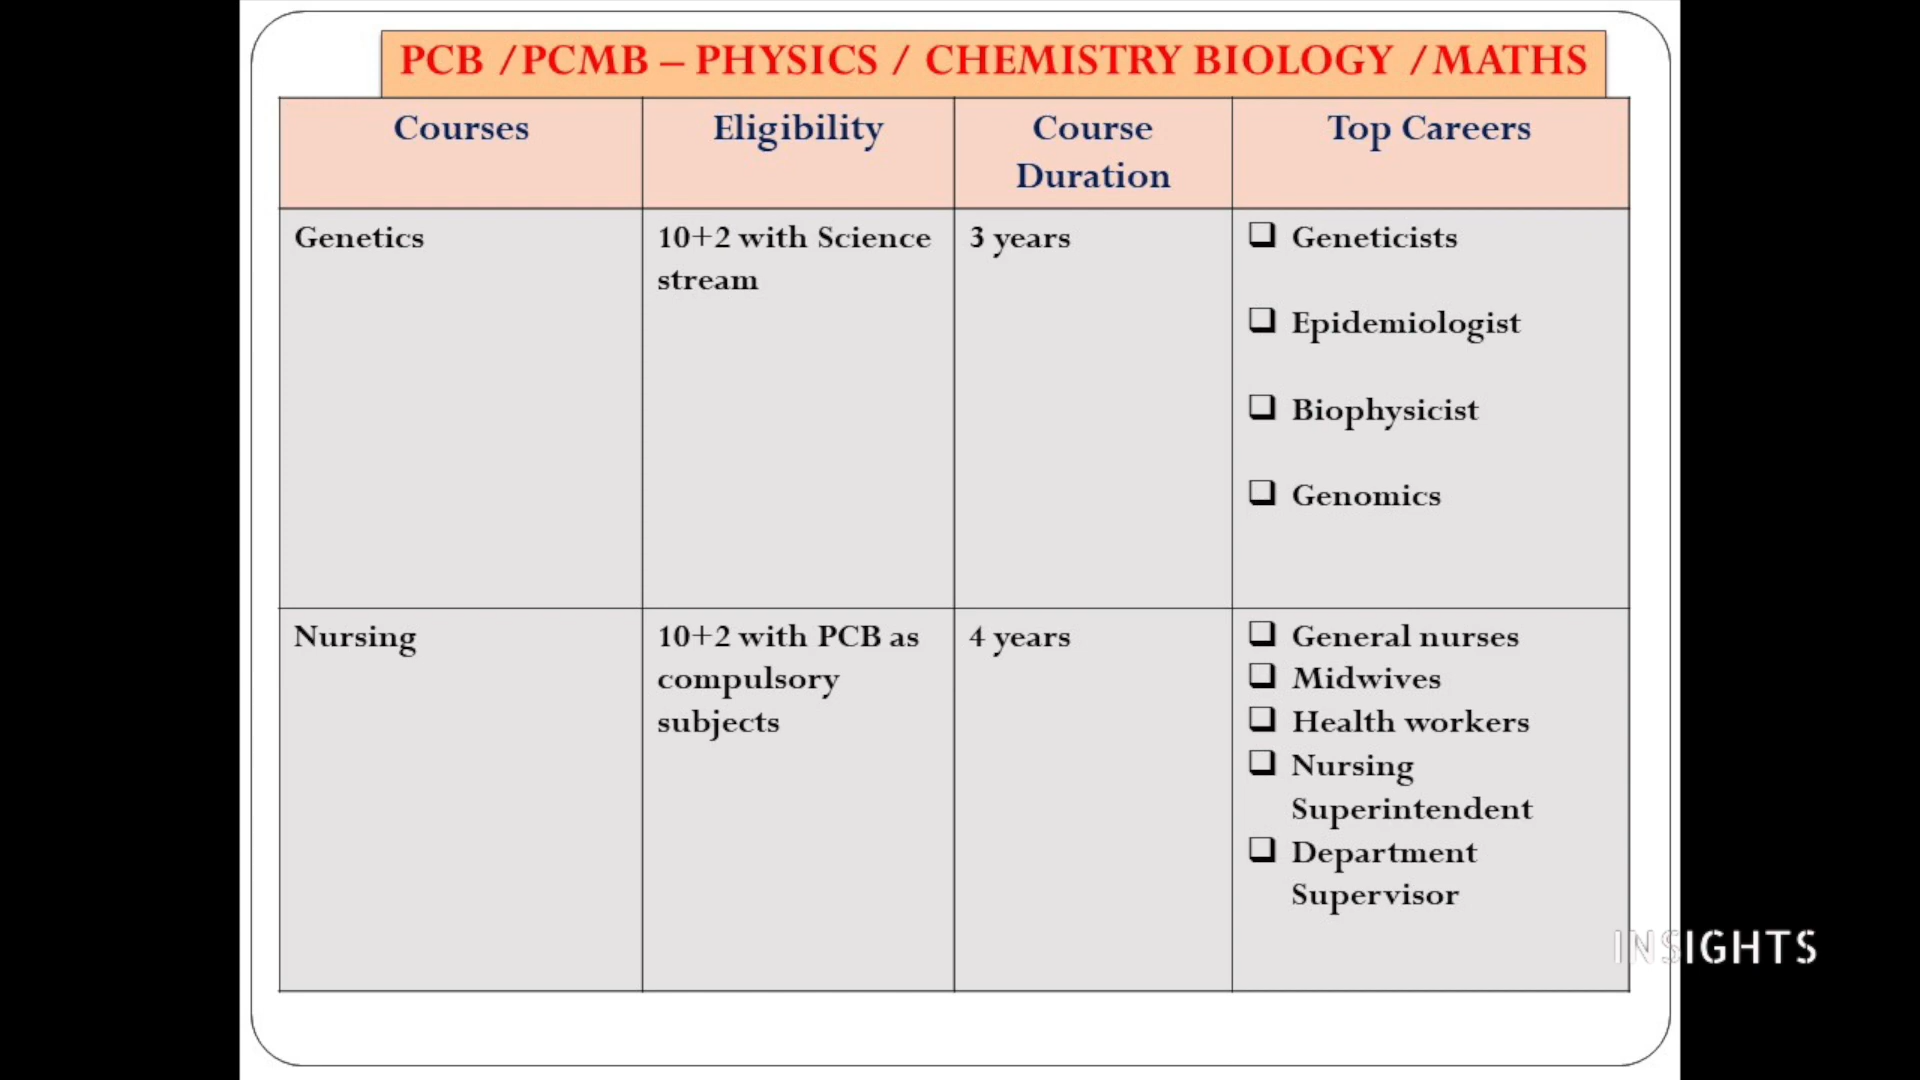 PCB /PCMB – PHYSICS / CHEMISTRY BIOLOGY /MATHS
Courses
Eligibility
Course
Duration
Top Careers
Genetics
10+2 with Science
stream
3 years
❑ Geneticists
❑ Epidemiologist
❑ Biophysicist
❑ Genomics
Nursing
10+2 with PCB as
compulsory
subjects
4 years
❑ General nurses
❑ Midwives
❑ Health workers
❑ Nursing
Superintendent
❑ Department
Supervisor
INSIGHTS